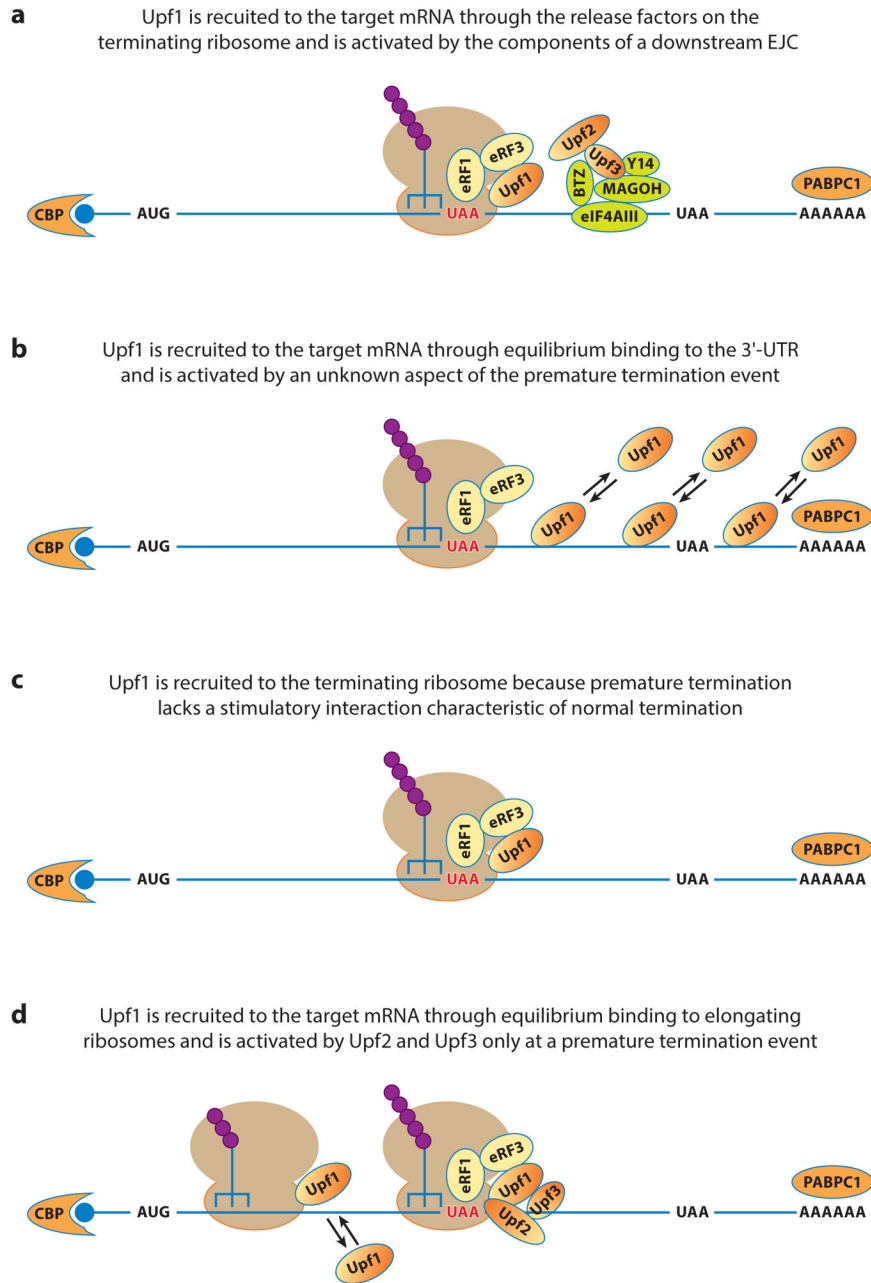 a
Upf1 is recruited to the target mRNA through the release factors on the
terminating ribosome and is activated by the components of a downstream EJC
eRF1
eRF3
Upf1
Upf2
Upf3
Y14
BTZ
MAGOH
eIF4AIII
PABPC1
CBP
AUG
UAA
UAA
AAAAAA
b
Upf1 is recruited to the target mRNA through equilibrium binding to the 3'-UTR
and is activated by an unknown aspect of the premature termination event
Upf1
Upf1
Upf1
eRF1
eRF3
Upf1
Upf1
Upf1
PABPC1
CBP
AUG
UAA
UAA
AAAAAA
c
Upf1 is recruited to the terminating ribosome because premature termination
lacks a stimulatory interaction characteristic of normal termination
eRF1
eRF3
Upf1
PABPC1
CBP
AUG
UAA
UAA
AAAAAA
d
Upf1 is recruited to the target mRNA through equilibrium binding to elongating
ribosomes and is activated by Upf2 and Upf3 only at a premature termination event
Upf1
eRF1
eRF3
Upf1
Upf3
Upf2
PABPC1
CBP
AUG
UAA
UAA
AAAAAA
Upf1